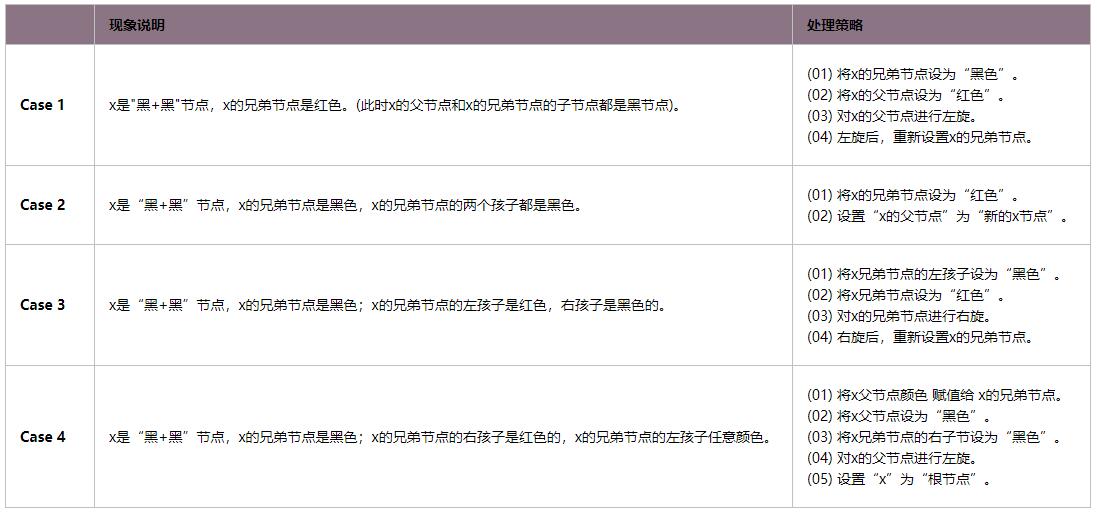 现象说明
处理策略
Case 1
x是"黑+黑"节点，x的兄弟节点是红色。(此时x的父节点和x的兄弟节点的子节点都是黑节点)。
(01) 将x的兄弟节点设为“黑色”。
(02) 将x的父节点设为“红色”。
(03) 对x的父节点进行左旋。
(04) 左旋后，重新设置x的兄弟节点。
Case 2
x是“黑+黑”节点，x的兄弟节点是黑色，x的兄弟节点的两个孩子都是黑色。
(01) 将x的兄弟节点设为“红色”。
(02) 设置“x的父节点”为“新的x节点”。
Case 3
x是“黑+黑”节点，x的兄弟节点是黑色；x的兄弟节点的左孩子是红色，右孩子是黑色的。
(01) 将x兄弟节点的左孩子设为“黑色”。
(02) 将x兄弟节点设为“红色”。
(03) 对x的兄弟节点进行右旋。
(04) 右旋后，重新设置x的兄弟节点。
Case 4
x是“黑+黑”节点，x的兄弟节点是黑色；x的兄弟节点的右孩子是红色的，x的兄弟节点的左孩子任意颜色。
(01) 将x父节点颜色 赋值给 x的兄弟节点。
(02) 将x父节点设为“黑色”。
(03) 将x兄弟节点的右子节设为“黑色”。
(04) 对x的父节点进行左旋。
(05) 设置“x”为“根节点”。